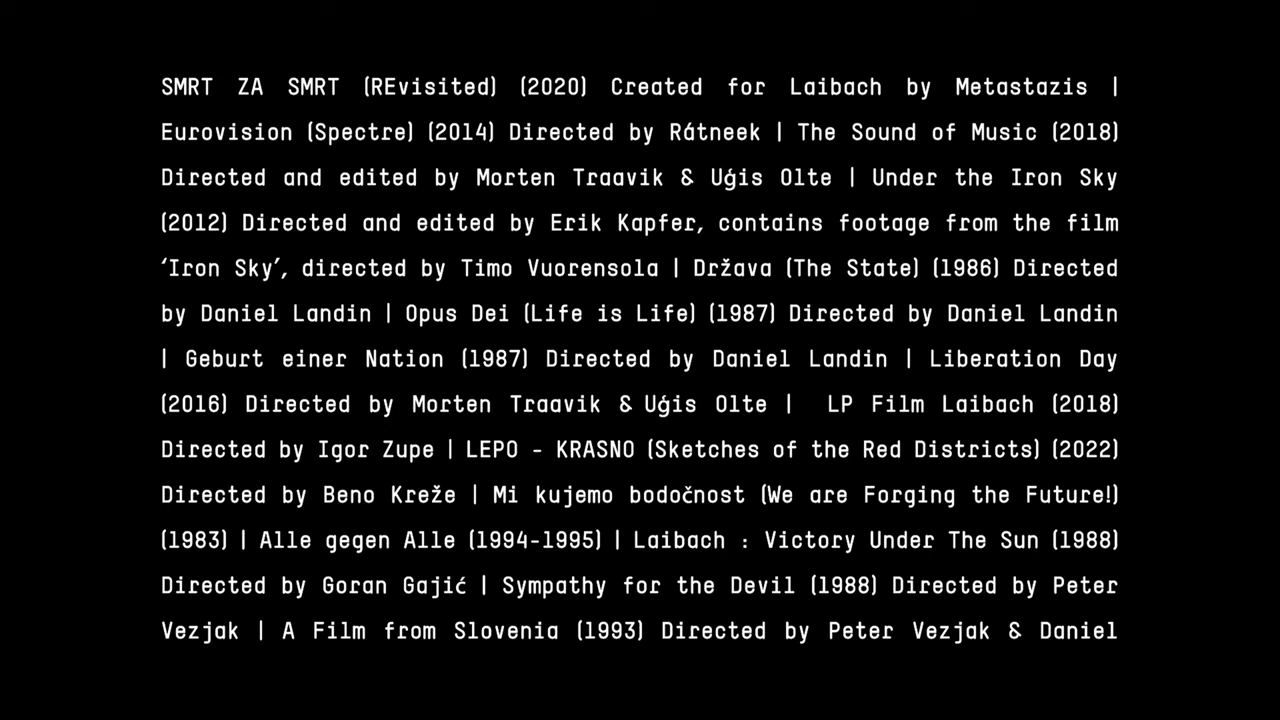 SMRT ZA SMRT (REvisited) (2020) Created for Laibach by Metastazis |
Eurovision (Spectre) (2014) Directed by Rátneek | The Sound of Music (2018)
Directed and edited by Morten Traavik & Uģis Olte | Under the Iron Sky
(2012) Directed and edited by Erik Kapfer, contains footage from the film
‘Iron Sky’, directed by Timo Vuorensola | Država (The State) (1986) Directed
by Daniel Landin | Opus Dei (Life is Life) (1987) Directed by Daniel Landin
| Geburt einer Nation (1987) Directed by Daniel Landin | Liberation Day
(2016) Directed by Morten Traavik & Uģis Olte | LP Film Laibach (2018)
Directed by Igor Zupe | LEPO - KRASNO (Sketches of the Red Districts) (2022)
Directed by Beno Kreže | Mi kujemo bodočnost (We are Forging the Future!)
(1983) | Alle gegen Alle (1994-1995) | Laibach : Victory Under The Sun (1988)
Directed by Goran Gajić | Sympathy for the Devil (1988) Directed by Peter
Vezjak | A Film from Slovenia (1993) Directed by Peter Vezjak & Daniel